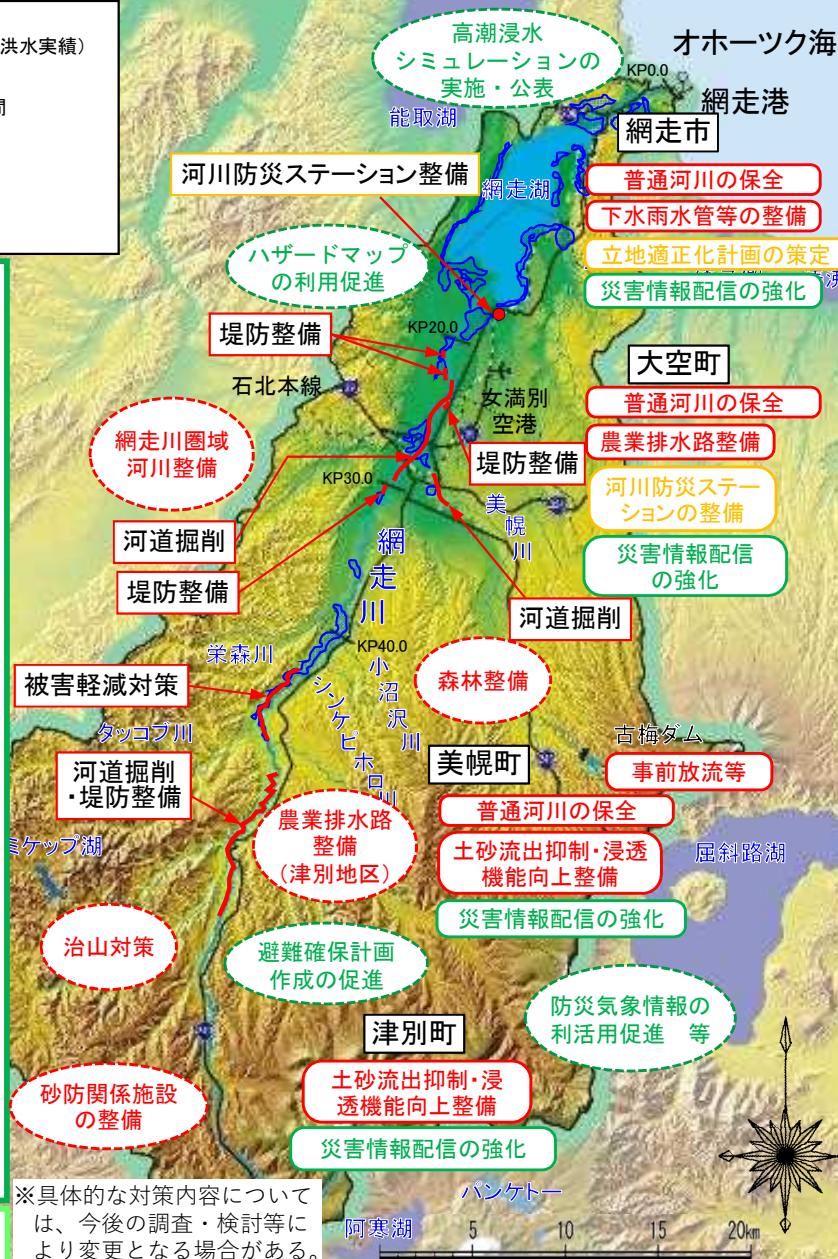 洪水実績）
間
高潮浸水
シミュレーションの
実施・公表
オホーツク海
KP0.0
網走港
能取湖
網走市
河川防災ステーション整備
網走湖
普通河川の保全
下水雨水管等の整備
立地適正化計画の策定
災害情報配信の強化
ハザードマップ
の利用促進
KP20.0
堤防整備
大空町
石北本線
女満別
空港
普通河川の保全
農業排水路整備
河川防災ステー
ションの整備
災害情報配信
の強化
網走川圏域
河川整備
堤防整備
KP30.0
美幌川
河道掘削
網走川
堤防整備
河道掘削
KP40.0
栄森川
小沼沢川
森林整備
被害軽減対策
シンケピホロ川
タッコブ川
古梅ダム
河道掘削
・堤防整備
美幌町
事前放流等
農業排水路
整備
（津別地区）
普通河川の保全
ミケップ湖
土砂流出抑制・浸透
機能向上整備
屈斜路湖
災害情報配信の強化
治山対策
避難確保計画
作成の促進
防災気象情報の
利活用促進　等
津別町
土砂流出抑制・浸
透機能向上整備
砂防関係施設
の整備
災害情報配信の強化
※具体的な対策内容については、今後の調査・検討等により変更となる場合がある。
パンケトー
阿寒湖
5 10 15 20km